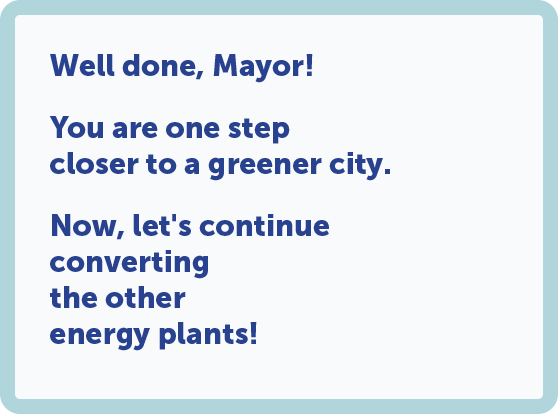 Well done, Mayor!
You are one step
closer to a greener city.
Now, let's continue
converting
the other
energy plants!